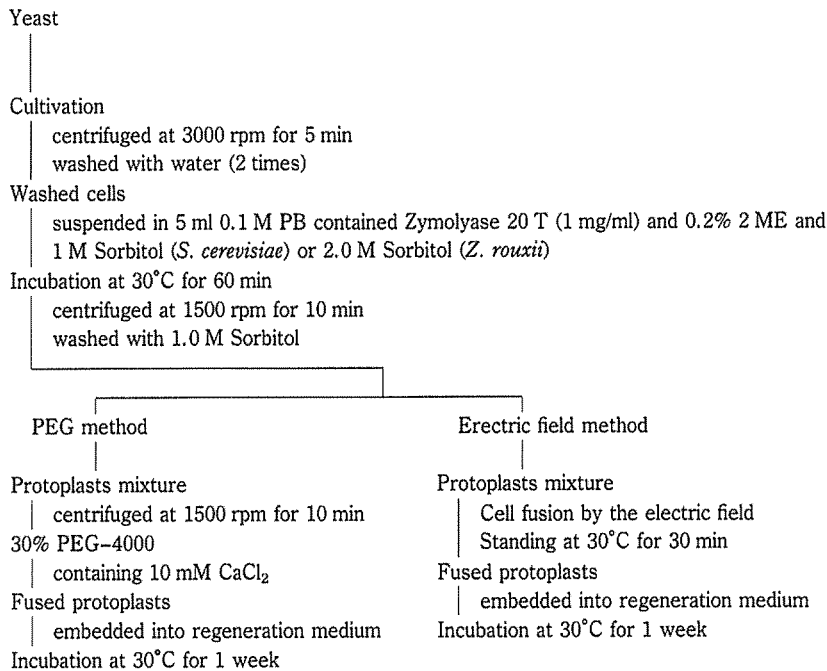 Yeast
Cultivation
centrifuged at 3000 rpm for 5 min
washed with water (2 times)
Washed cells
suspended in 5 ml 0.1 M PB contained Zymolyase 20 T (1 mg/ml) and 0.2% 2 ME and
1 M Sorbitol (S. cerevisiae) or 2.0 M Sorbitol (Z. rouxii)
Incubation at 30°C for 60 min
centrifuged at 1500 rpm for 10 min
washed with 1.0 M Sorbitol
PEG method
Protoplasts mixture
centrifuged at 1500 rpm for 10 min
30% PEG–4000
containing 10 mM CaCl₂
Fused protoplasts
embedded into regeneration medium
Incubation at 30°C for 1 week
Erectric field method
Protoplasts mixture
Cell fusion by the electric field
Standing at 30°C for 30 min
Fused protoplasts
embedded into regeneration medium
Incubation at 30°C for 1 week